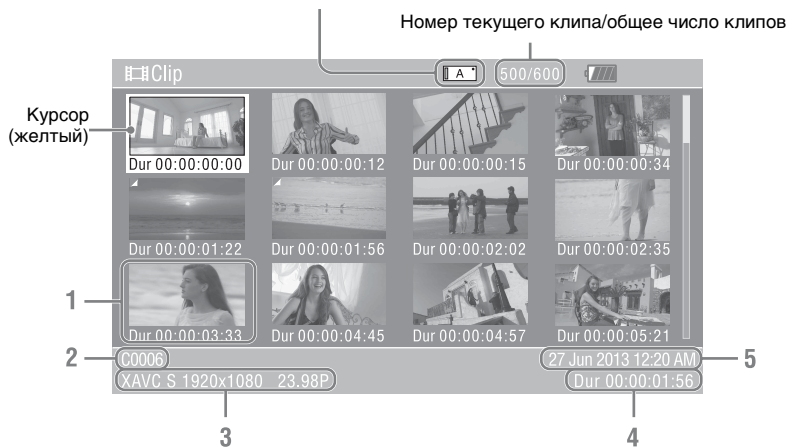 Номер текущего клипа/общее число клипов
Clip A 500/600
Курсор
(желтый)
Dur 00:00:00:00 Dur 00:00:00:12 Dur 00:00:00:15 Dur 00:00:00:34
Dur 00:00:01:22 Dur 00:00:01:56 Dur 00:00:02:02 Dur 00:00:02:35
1
Dur 00:00:03:33 Dur 00:00:04:45 Dur 00:00:04:57 Dur 00:00:05:21
2 C0006 27 Jun 2013 12:20 AM 5
XAVC S 1920x1080 23.98P Dur 00:00:01:56
3 4